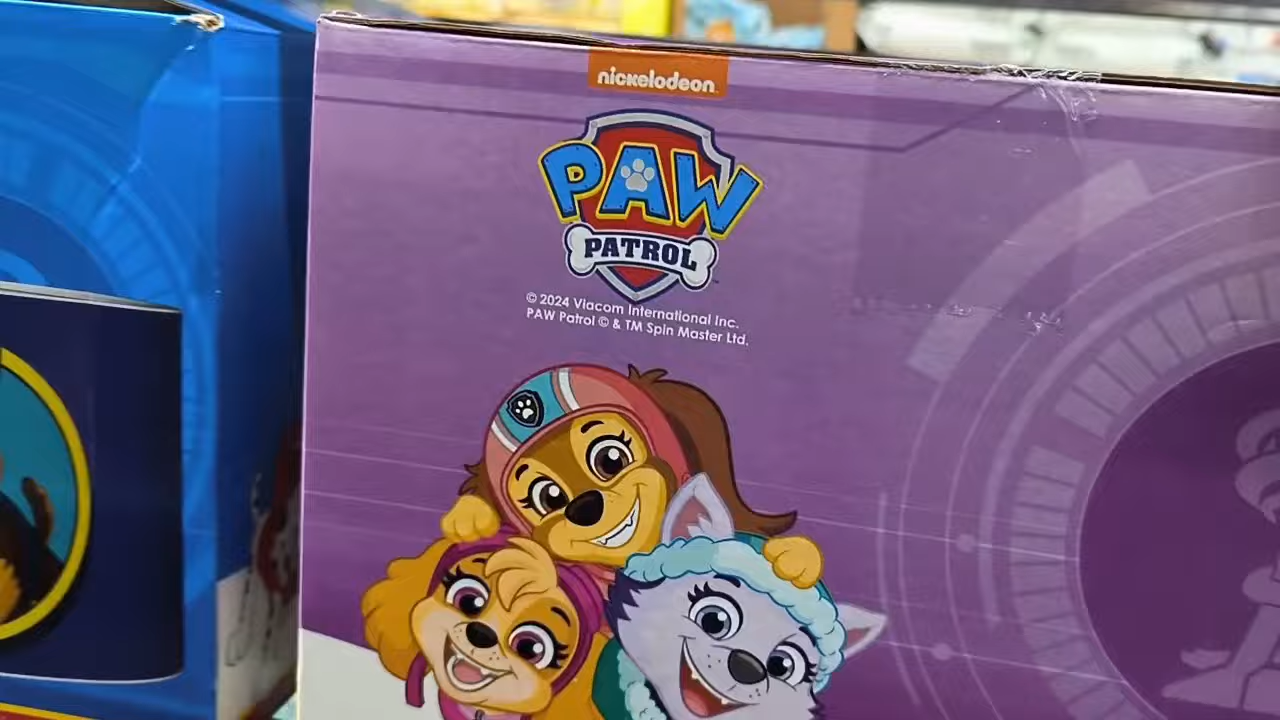 nickelodeon
PAW
PATROL
© 2024 Viacom International Inc.
PAW Patrol © & TM Spin Master Ltd.